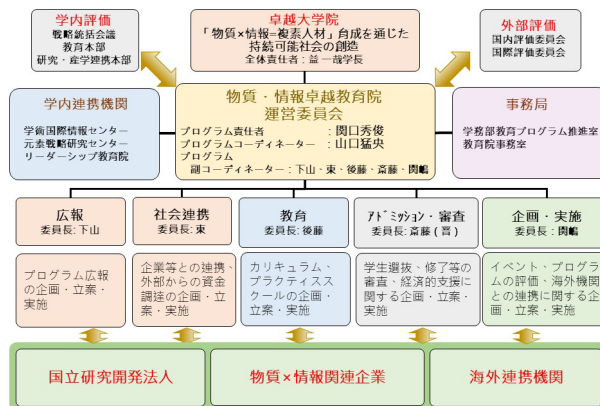 学内評価
戦略統括会議
教育本部
研究・産学連携本部
卓越大学院
「物質×情報=複素人材」育成を通じた
持続可能社会の創造
全体責任者:益一哉学長
外部評価
国内評価委員会
国際評価委員会
学内連携機関
学術国際情報センター
元素戦略研究センター
リーダーシップ教育院
物質・情報卓越教育院
運営委員会
プログラム責任者 :関口秀俊
プログラムコーディネーター :山口猛央
プログラム
副コーディネーター:下山・東・後藤・斎藤・関嶋
事務局
学務部教育プログラム推進室
教育院事務室
広報
委員長:下山
プログラム広報
の企画・立案・
実施
社会連携
委員長:東
企業等との連携、
外部からの資金
調達の企画・立
案・実施
教育
委員長:後藤
カリキュラム、
プラクティスス
クールの企画・
立案・実施
アドミッション・審査
委員長:斎藤(晋)
学生選抜、修了等の
審査、経済的支援に
関する企画・立案・
実施
企画・実施
委員長:関嶋
イベント、プログラ
ムの評価、海外機関
との連携に関する企
画・立案・実施
国立研究開発法人
物質×情報関連企業
海外連携機関